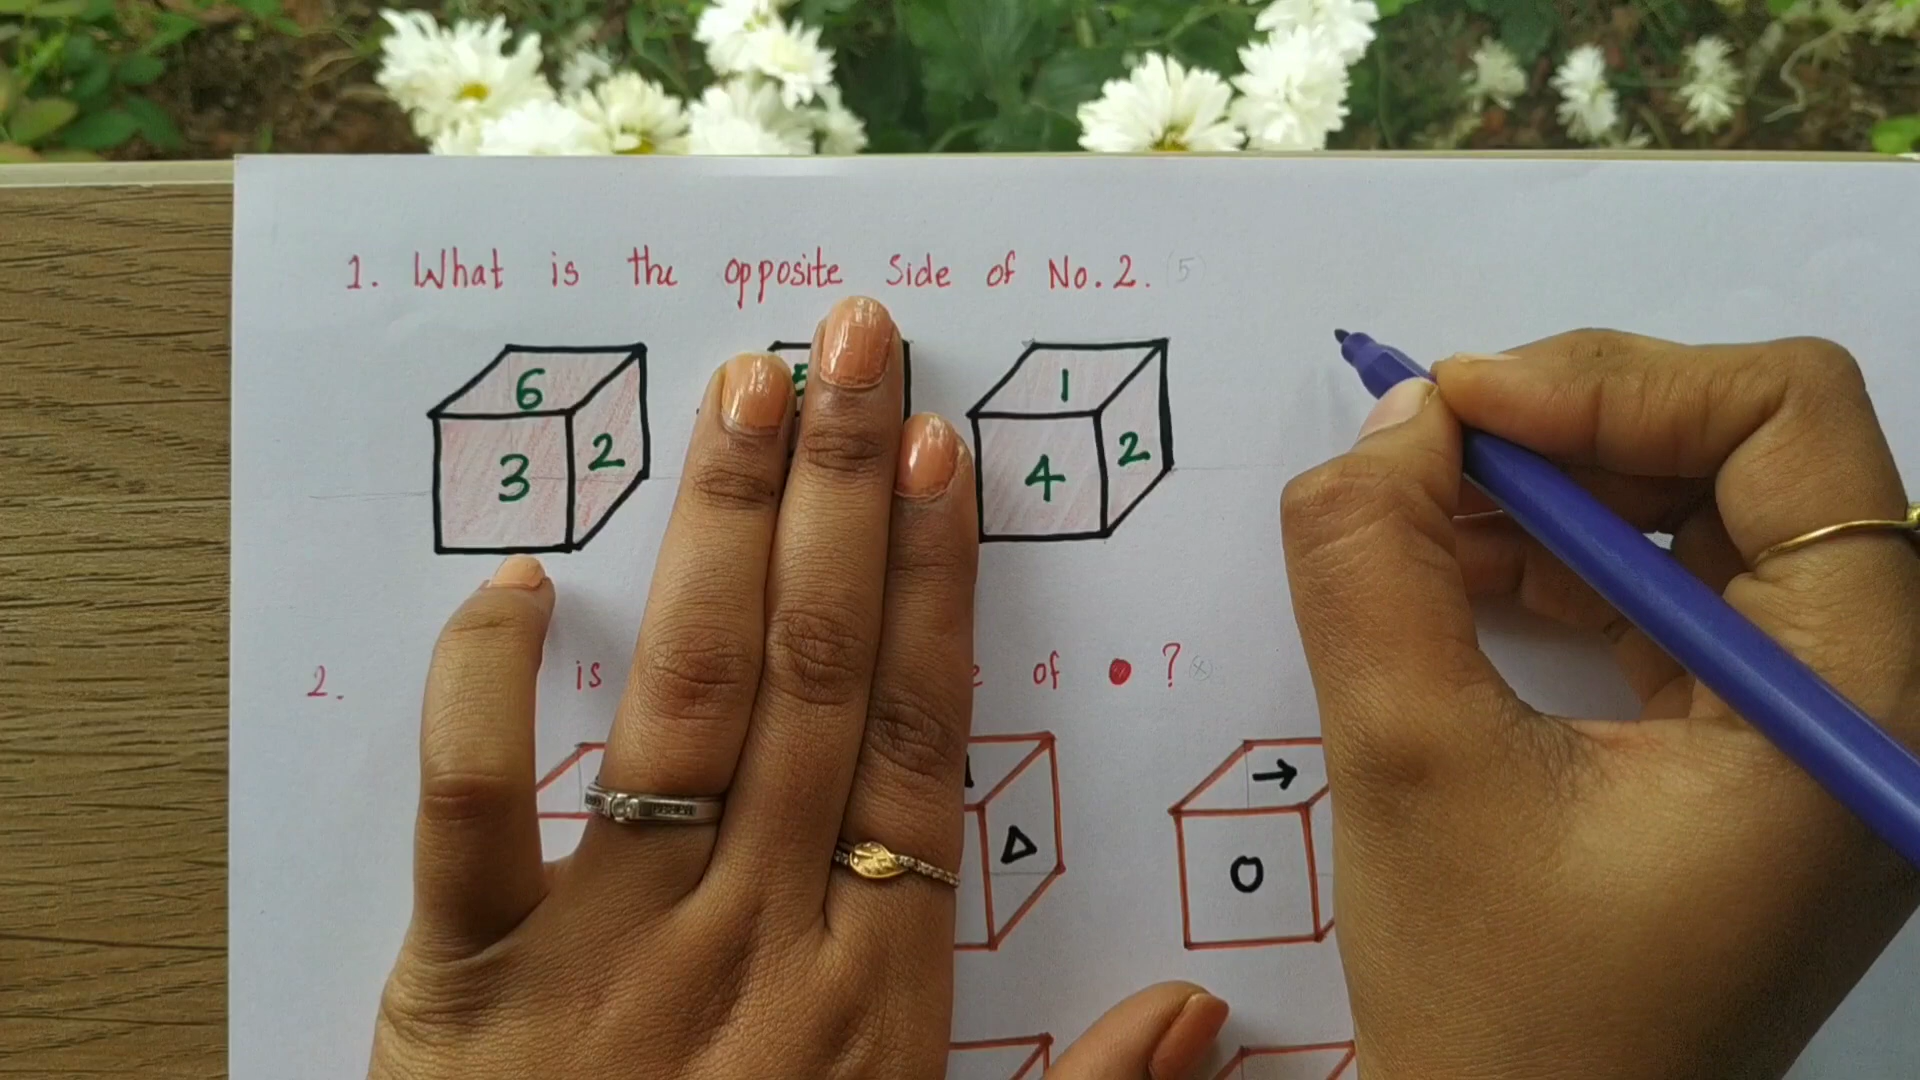 1. What is the opposite Side of No.2. (5)
6 5 1
3 2 4 2
2. is of ● ? (x)
→
Δ O